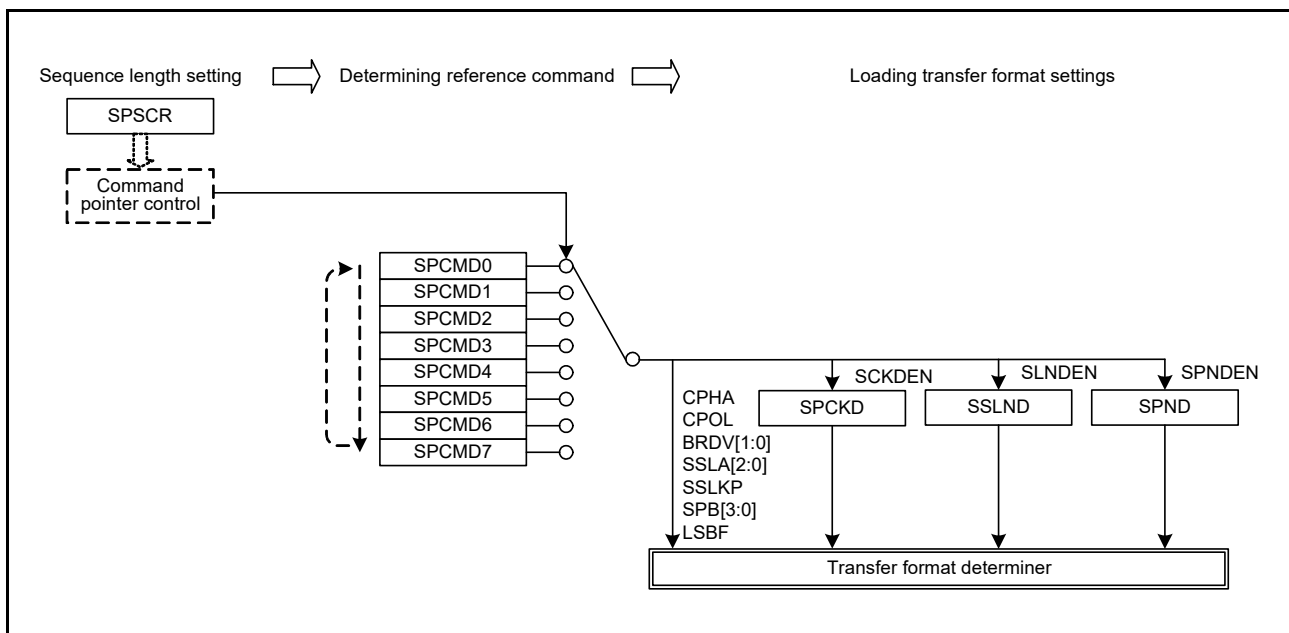 Sequence length setting
Determining reference command
Loading transfer format settings
SPSCR
Command
pointer control
SPCMD0
SPCMD1
SPCMD2
SPCMD3
SPCMD4
SPCMD5
SPCMD6
SPCMD7
CPHA
CPOL
BRDV[1:0]
SSLA[2:0]
SSLKP
SPB[3:0]
LSBF
SCKDEN
SPCKD
SLNDEN
SSLND
SPNDEN
SPND
Transfer format determiner